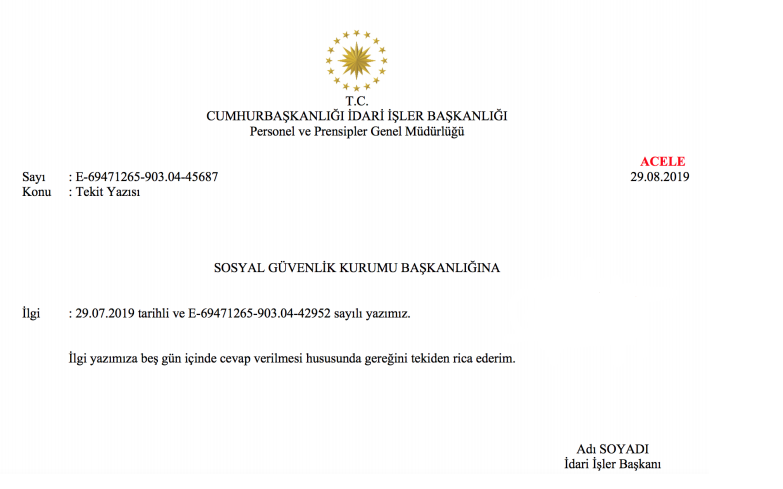 T.C.
CUMHURBAŞKANLIĞI İDARİ İŞLER BAŞKANLIĞI
Personel ve Prensipler Genel Müdürlüğü
ACELE
Sayı : E-69471265-903.04-45687 29.08.2019
Konu : Tekit Yazısı
SOSYAL GÜVENLİK KURUMU BAŞKANLIĞINA
İlgi : 29.07.2019 tarihli ve E-69471265-903.04-42952 sayılı yazımız.
İlgi yazımıza beş gün içinde cevap verilmesi hususunda gereğini tekiden rica ederim.
Adı SOYADI
İdari İşler Başkanı